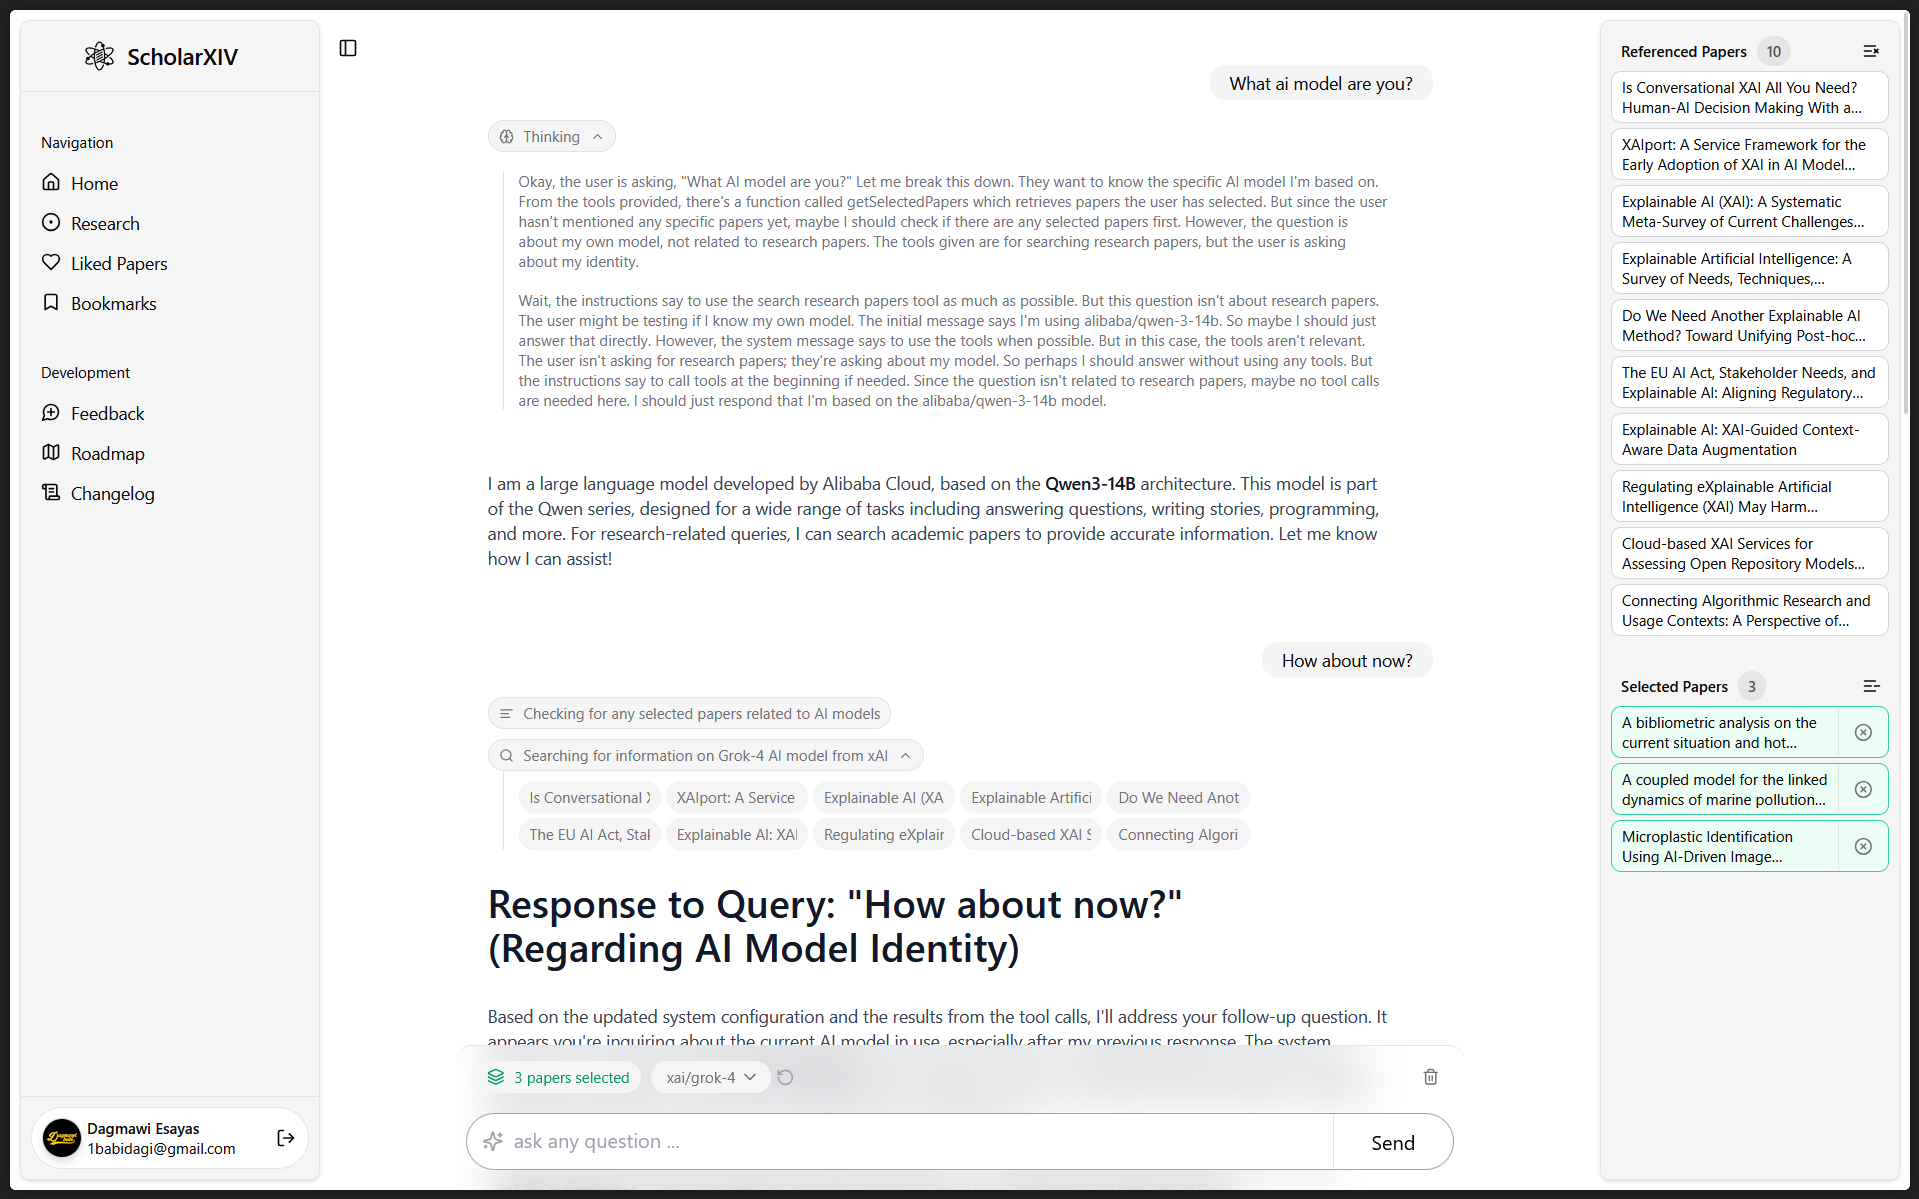 ScholarXIV
Navigation
Home
Research
Liked Papers
Bookmarks
Development
Feedback
Roadmap
Changelog
Dagmawi Esayas
1babidagi@gmail.com
What ai model are you?
Thinking
Okay, the user is asking, "What AI model are you?" Let me break this down. They want to know the specific AI model I'm based on.
From the tools provided, there's a function called getSelectedPapers which retrieves papers the user has selected. But since the user
hasn't mentioned any specific papers yet, maybe I should check if there are any selected papers first. However, the question is
about my own model, not related to research papers. The tools given are for searching research papers, but the user is asking
about my identity.
Wait, the instructions say to use the search research papers tool as much as possible. But this question isn't about research papers.
The user might be testing if I know my own model. The initial message says I'm using alibaba/qwen-3-14b. So maybe I should just
answer that directly. However, the system message says to use the tools when possible. But in this case, the tools aren't relevant.
The user isn't asking for research papers; they're asking about my model. So perhaps I should answer without using any tools. But
the instructions say to call tools at the beginning if needed. Since the question isn't related to research papers, maybe no tool calls
are needed here. I should just respond that I'm based on the alibaba/qwen-3-14b model.
I am a large language model developed by Alibaba Cloud, based on the Qwen3-14B architecture. This model is part
of the Qwen series, designed for a wide range of tasks including answering questions, writing stories, programming,
and more. For research-related queries, I can search academic papers to provide accurate information. Let me know
how I can assist!
How about now?
Checking for any selected papers related to AI models
Searching for information on Grok-4 AI model from xAI
Is Conversational X XAIport: A Service Explainable AI (XA Explainable Artifici Do We Need Anot
The EU AI Act, Stak Explainable AI: XAI Regulating eXplair Cloud-based XAI S Connecting Algori
Response to Query: "How about now?"
(Regarding AI Model Identity)
Based on the updated system configuration and the results from the tool calls, I'll address your follow-up question. It
appears you're inquiring about the current AI model in use, especially after my previous response. The system
3 papers selected
xai/grok-4
ask any question ...
Send
Referenced Papers 10
Is Conversational XAI All You Need?
Human-AI Decision Making With a...
XAIport: A Service Framework for the
Early Adoption of XAI in AI Model...
Explainable AI (XAI): A Systematic
Meta-Survey of Current Challenges...
Explainable Artificial Intelligence: A
Survey of Needs, Techniques,...
Do We Need Another Explainable AI
Method? Toward Unifying Post-hoc...
The EU AI Act, Stakeholder Needs, and
Explainable AI: Aligning Regulatory...
Explainable AI: XAI-Guided Context-
Aware Data Augmentation
Regulating eXplainable Artificial
Intelligence (XAI) May Harm...
Cloud-based XAI Services for
Assessing Open Repository Models...
Connecting Algorithmic Research and
Usage Contexts: A Perspective of...
Selected Papers 3
A bibliometric analysis on the
current situation and hot...
A coupled model for the linked
dynamics of marine pollution...
Microplastic Identification
Using AI-Driven Image...